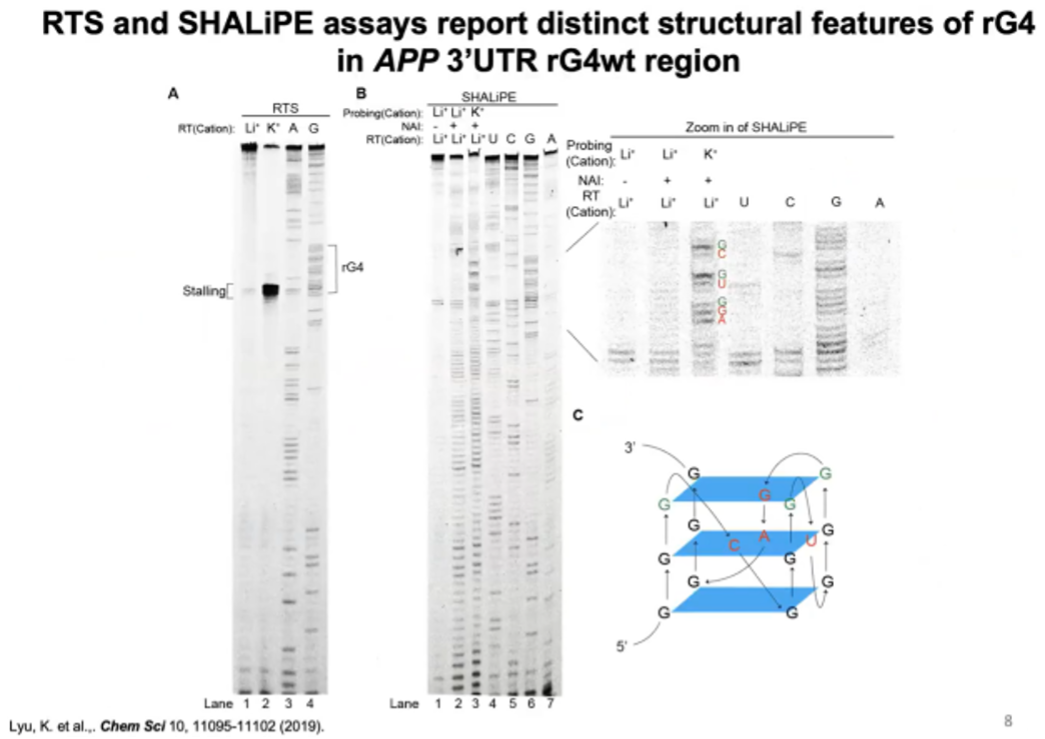 RTS and SHALiPE assays report distinct structural features of rG4
in APP 3'UTR rG4wt region
A
RTS
RT(Cation): Li⁺ K⁺ A G
rG4
Stalling
Lane 1 2 3 4
B
SHALiPE
Probing(Cation): Li⁺ Li⁺ K⁺
NAI: - + +
RT(Cation): Li⁺ Li⁺ Li⁺ U C G A
Lane 1 2 3 4 5 6 7
Zoom in of SHALiPE
Probing
(Cation): Li⁺ Li⁺ K⁺
NAI: - + +
RT
(Cation): Li⁺ Li⁺ Li⁺ U C G A
G
C
G
U
G
G
A
C
3'
G G
G G G
G C A U G
G G
G G
G G
5'
Lyu, K. et al.,. Chem Sci 10, 11095-11102 (2019).
8